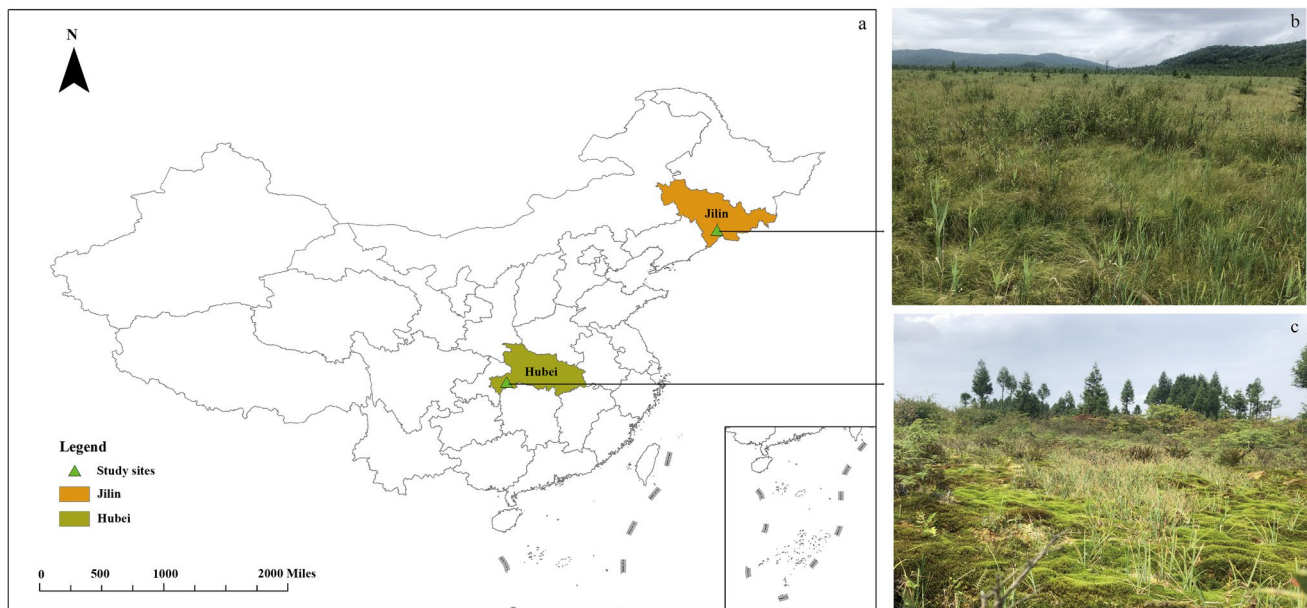 a
N
Jilin
Hubei
Legend
Study sites
Jilin
Hubei
0 500 1000 2000 Miles
b
c